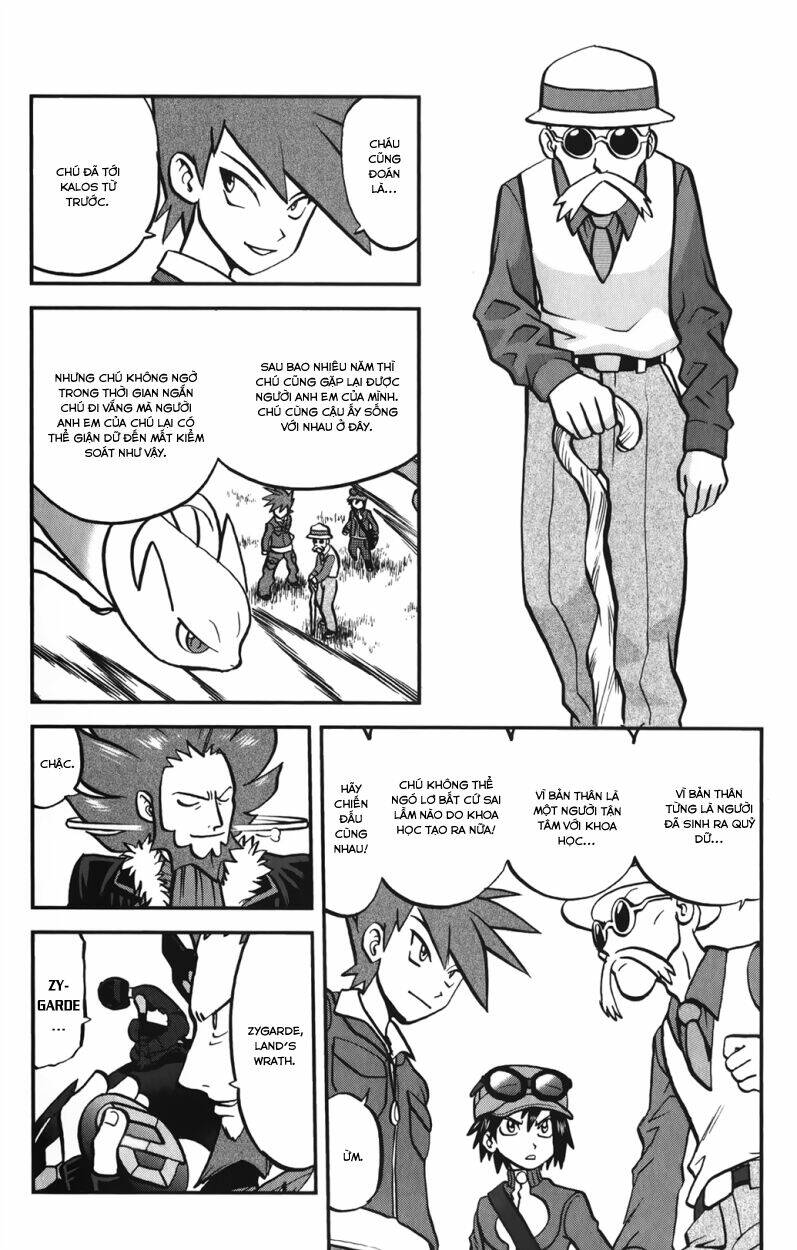 CHÁU
CŨNG
ĐOÁN
LÀ...
CHÚ ĐÃ TỚI
KALOS TỪ
TRƯỚC.
SAU BAO NHIÊU NĂM THÌ
CHÚ CŨNG GẶP LẠI ĐƯỢC
NGƯỜI ANH EM CỦA MÌNH.
CHÚ CÙNG CẬU ẤY SỐNG
VỚI NHAU Ở ĐÂY.
NHƯNG CHÚ KHÔNG NGỜ
TRONG THỜI GIAN NGẮN
CHÚ ĐI VẮNG MÀ NGƯỜI
ANH EM CỦA CHÚ LẠI CÓ
THỂ GIẬN DỮ ĐẾN MẤT KIỂM
SOÁT NHƯ VẬY.
VÌ BẢN THÂN
TỪNG LÀ NGƯỜI
ĐÃ SINH RA QUỶ
DỮ...
VÌ BẢN THÂN LÀ
MỘT NGƯỜI TẬN
TÂM VỚI KHOA
HỌC...
CHÚ KHÔNG THỂ
NGÓ LƠ BẤT CỨ SAI
LẦM NÀO DO KHOA
HỌC TẠO RA NỮA!
HÃY
CHIẾN
ĐẤU
CÙNG
NHAU!
ỪM.
CHẬC.
ZYGARDE,
LAND'S
WRATH.
ZY-
GARDE
...